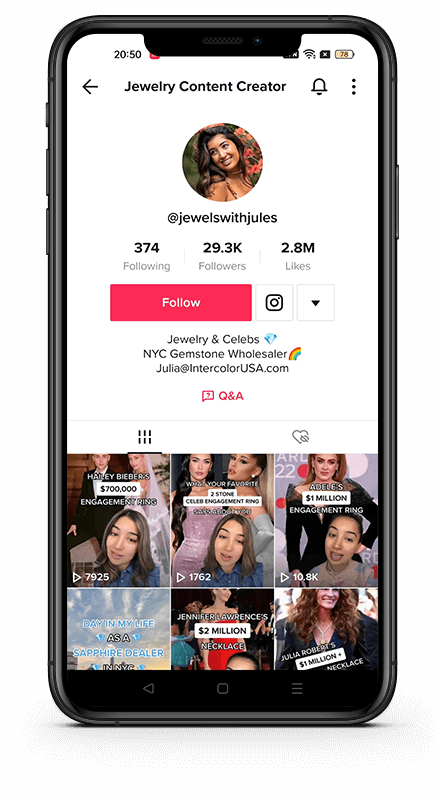 20:50
78
Jewelry Content Creator
@jewelswithjules
374 29.3K 2.8M
Following Followers Likes
Follow
Jewelry & Celebs 💎
NYC Gemstone Wholesaler🌈
Julia@IntercolorUSA.com
Q&A
HAILEY BIEBER'S
$700,000
ENGAGEMENT RING
7925
WHAT YOUR FAVORITE
2 STONE
CELEB ENGAGEMENT RING
SAYS ABOUT YOU
1762
22
ADELE'S
$1 MILLION
ENGAGEMENT RING
10.8K
DAY IN MY LIFE
💎 AS A 💎
SAPPHIRE DEALER
IN NYC
JENNIFER LAWRENCE'S
$2 MILLION
NECKLACE
JULIA ROBERT'S
$1 MILLION +
NECKLACE